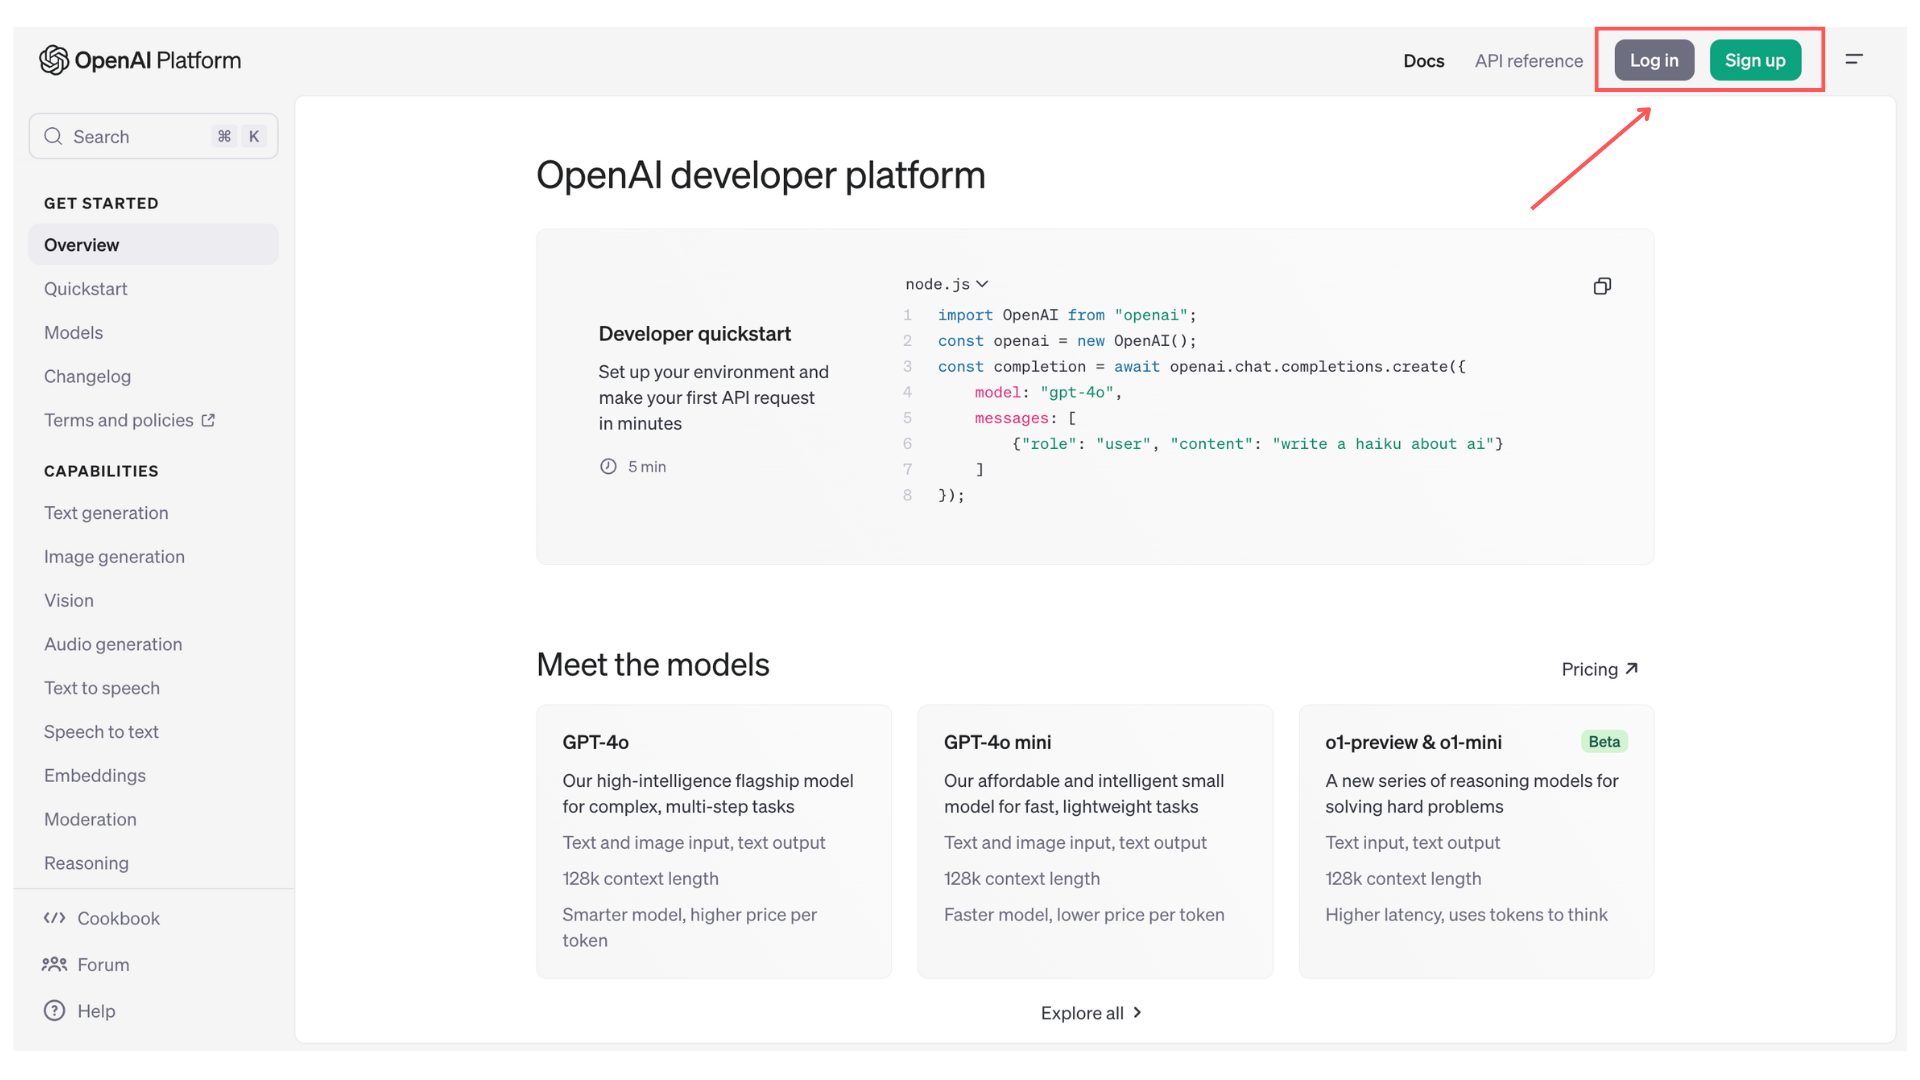 OpenAI Platform
Docs
API reference
Log in
Sign up
Search
⌘ K
GET STARTED
Overview
Quickstart
Models
Changelog
Terms and policies
CAPABILITIES
Text generation
Image generation
Vision
Audio generation
Text to speech
Speech to text
Embeddings
Moderation
Reasoning
Cookbook
Forum
Help
OpenAI developer platform
Developer quickstart
Set up your environment and
make your first API request
in minutes
5 min
node.js
1 import OpenAI from "openai";
2 const openai = new OpenAI();
3 const completion = await openai.chat.completions.create({
4     model: "gpt-4o",
5     messages: [
6         {"role": "user", "content": "write a haiku about ai"}
7     ]
8 });
Meet the models
Pricing
GPT-4o
Our high-intelligence flagship model
for complex, multi-step tasks
Text and image input, text output
128k context length
Smarter model, higher price per
token
GPT-4o mini
Our affordable and intelligent small
model for fast, lightweight tasks
Text and image input, text output
128k context length
Faster model, lower price per token
o1-preview & o1-mini
Beta
A new series of reasoning models for
solving hard problems
Text input, text output
128k context length
Higher latency, uses tokens to think
Explore all